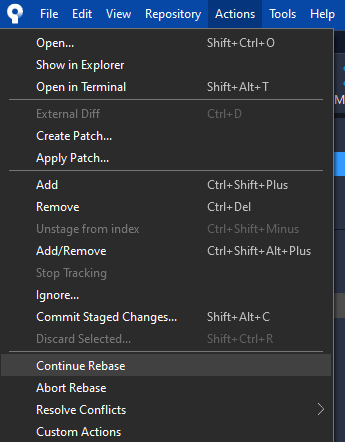 File Edit View Repository Actions Tools Help
Open... Shift+Ctrl+O
Show in Explorer
Open in Terminal Shift+Alt+T
External Diff Ctrl+D
Create Patch...
Apply Patch...
Add Ctrl+Shift+Plus
Remove Ctrl+Del
Unstage from index Ctrl+Shift+Minus
Add/Remove Ctrl+Shift+Alt+Plus
Stop Tracking
Ignore...
Commit Staged Changes... Shift+Alt+C
Discard Selected... Shift+Ctrl+R
Continue Rebase
Abort Rebase
Resolve Conflicts
Custom Actions